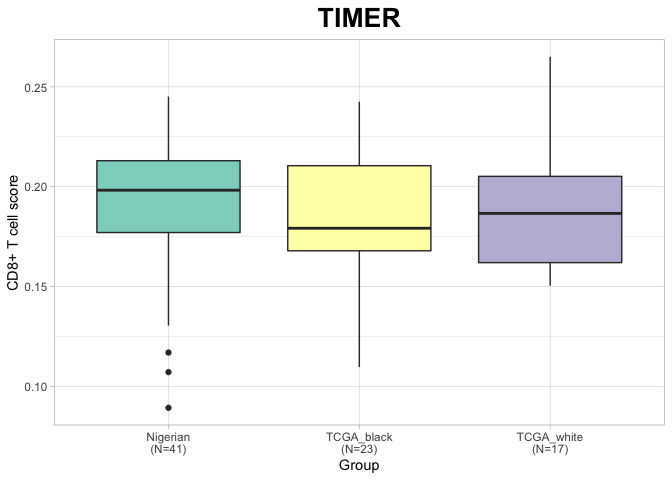 TIMER
CD8+ T cell score
0.25
0.20
0.15
0.10
Nigerian
(N=41)
TCGA_black
(N=23)
TCGA_white
(N=17)
Group